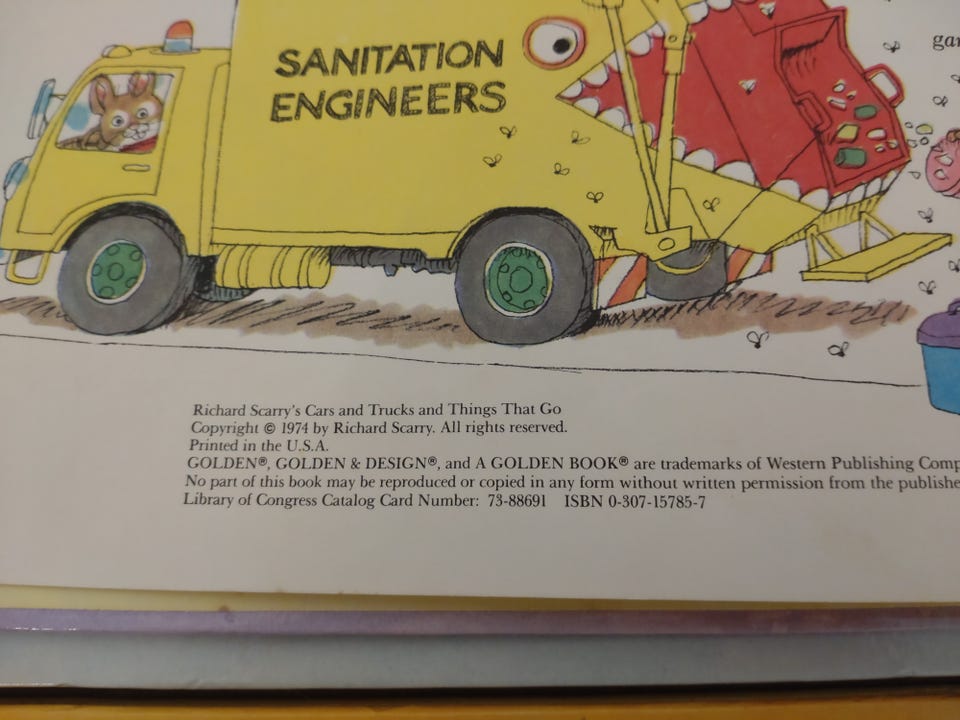 SANITATION
ENGINEERS
Richard Scarry's Cars and Trucks and Things That Go
Copyright © 1974 by Richard Scarry. All rights reserved.
Printed in the U.S.A.
GOLDEN®, GOLDEN & DESIGN®, and A GOLDEN BOOK® are trademarks of Western Publishing
No part of this book may be reproduced or copied in any form without written permission from the
Library of Congress Catalog Card Number: 73-88691 ISBN 0-307-15785-7